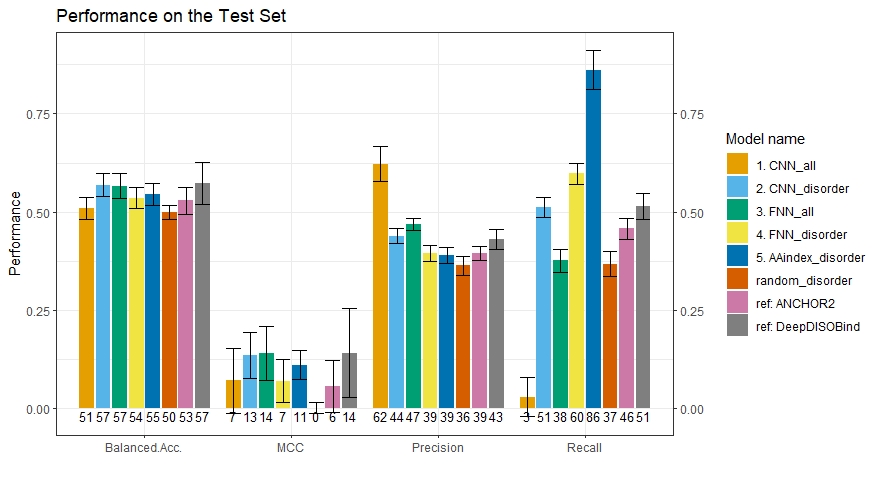 Performance on the Test Set
Performance
0.75
0.50
0.25
0.00
0.75
0.50
0.25
0.00
51 57 57 54 55 50 53 57
7 13 14 7 11 0 6 14
62 44 47 39 39 36 39 43
3 51 38 60 86 37 46 51
Balanced.Acc.
MCC
Precision
Recall
Model name
1. CNN_all
2. CNN_disorder
3. FNN_all
4. FNN_disorder
5. AAindex_disorder
random_disorder
ref: ANCHOR2
ref: DeepDISOBind